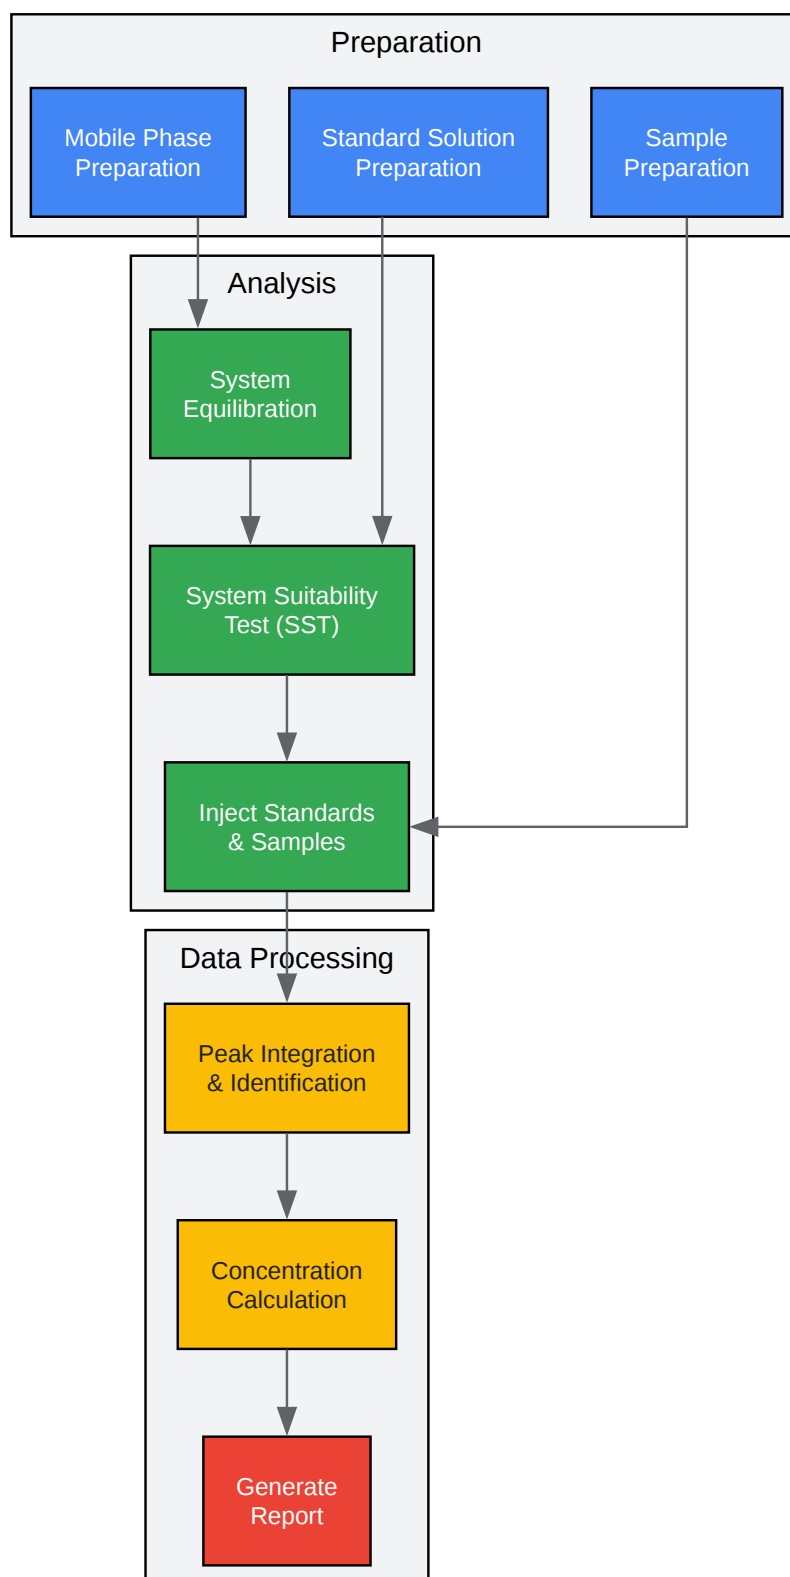 Preparation
Mobile Phase
Preparation
Standard Solution
Preparation
Sample
Preparation
Analysis
System
Equilibration
System Suitability
Test (SST)
Inject Standards
& Samples
Data Processing
Peak Integration
& Identification
Concentration
Calculation
Generate
Report